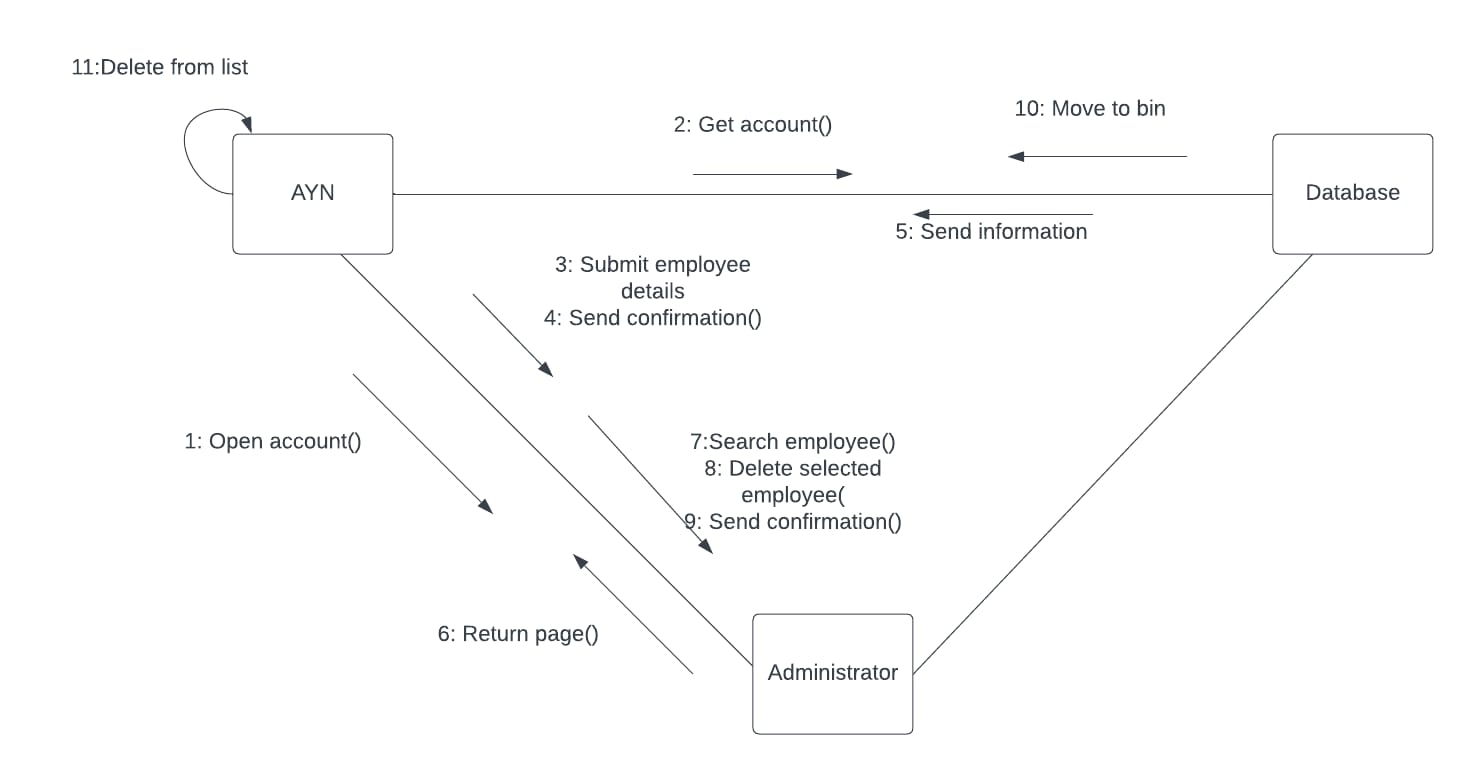 11:Delete from list
10: Move to bin
2: Get account()
AYN
Database
5: Send information
3: Submit employee
details
4: Send confirmation()
1: Open account()
7:Search employee()
8: Delete selected
employee(
9: Send confirmation()
6: Return page()
Administrator